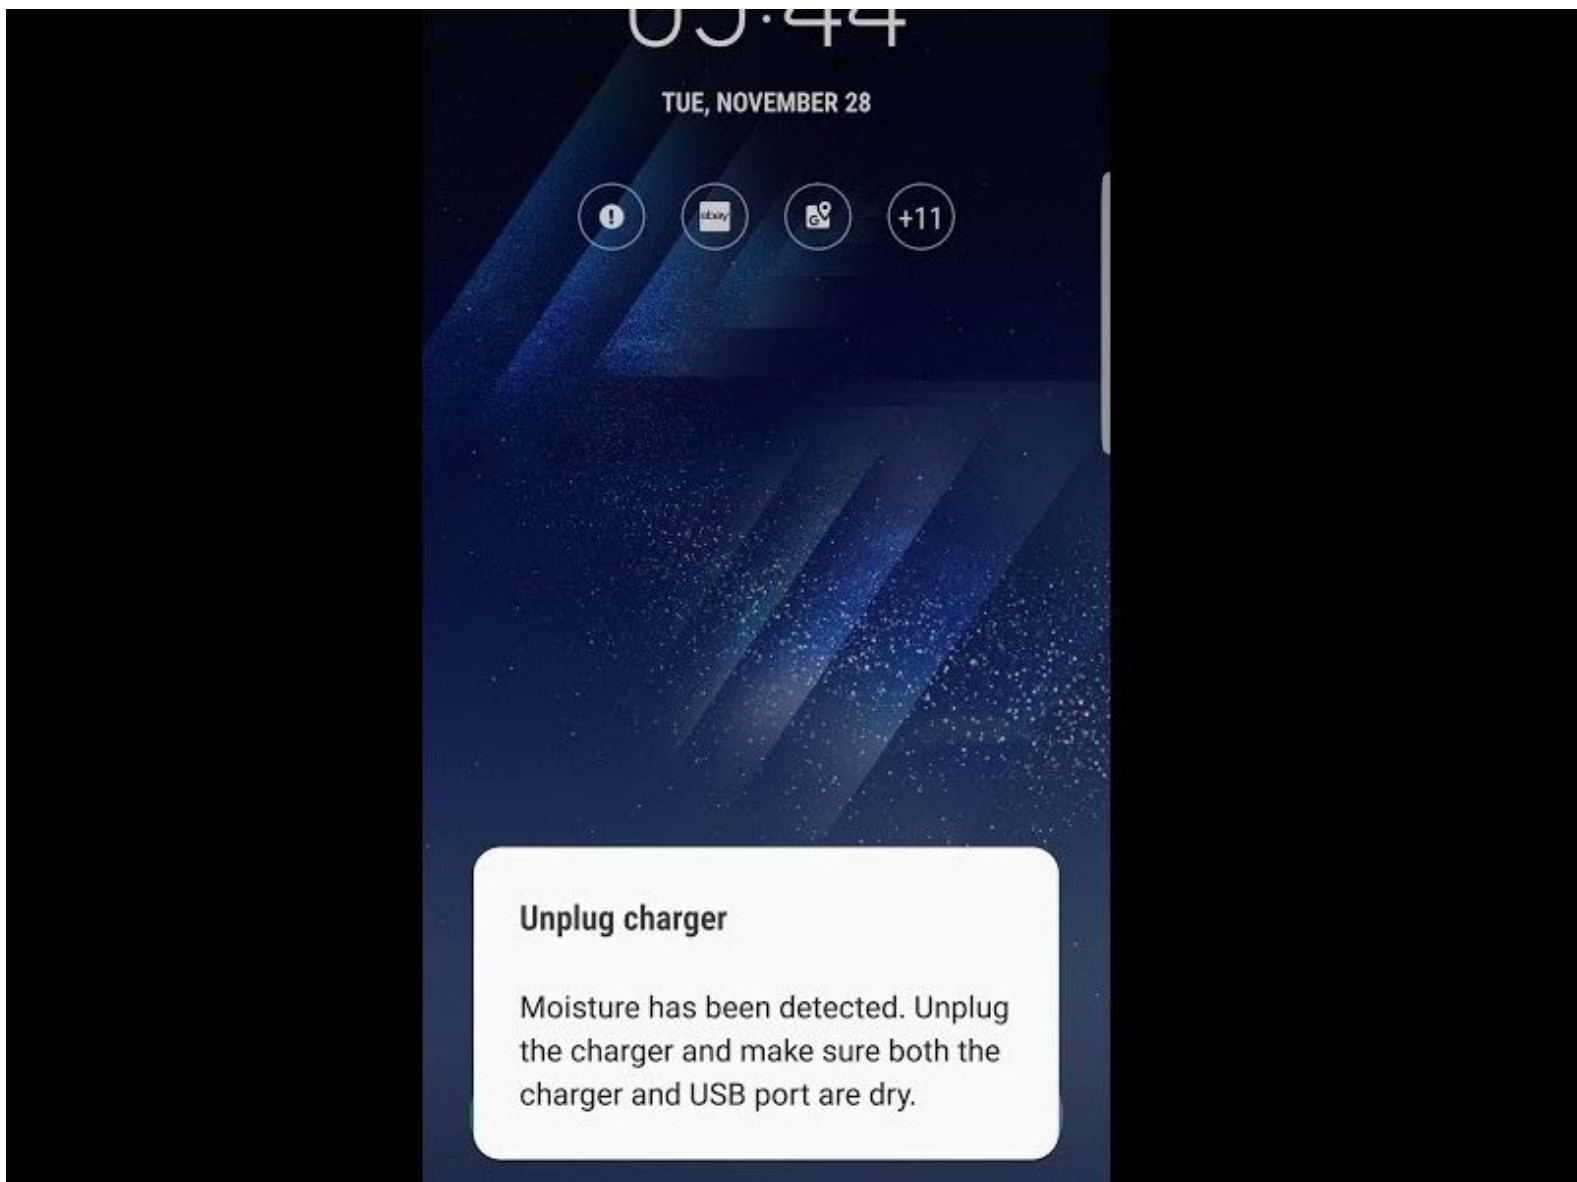 TUE, NOVEMBER 28
ebay
G
+11
Unplug charger
Moisture has been detected. Unplug
the charger and make sure both the
charger and USB port are dry.